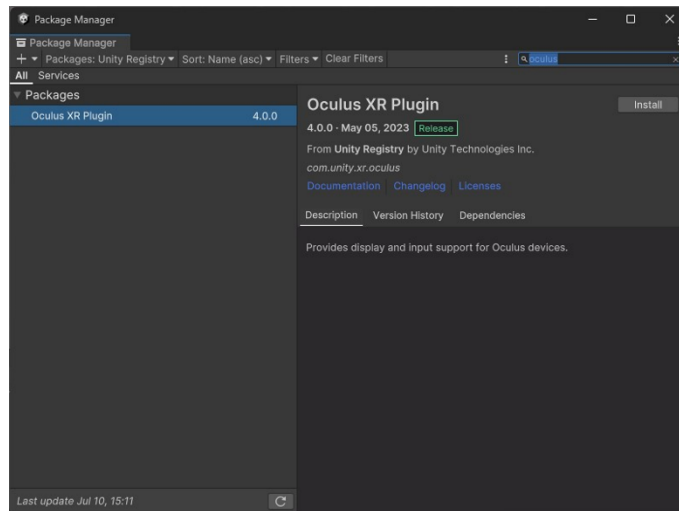 Package Manager
Package Manager
Packages: Unity Registry Sort: Name (asc) Filters Clear Filters oculus
All Services
Packages
Oculus XR Plugin 4.0.0
Oculus XR Plugin
Install
4.0.0 · May 05, 2023 Release
From Unity Registry by Unity Technologies Inc.
com.unity.xr.oculus
Documentation Changelog Licenses
Description Version History Dependencies
Provides display and input support for Oculus devices.
Last update Jul 10, 15:11